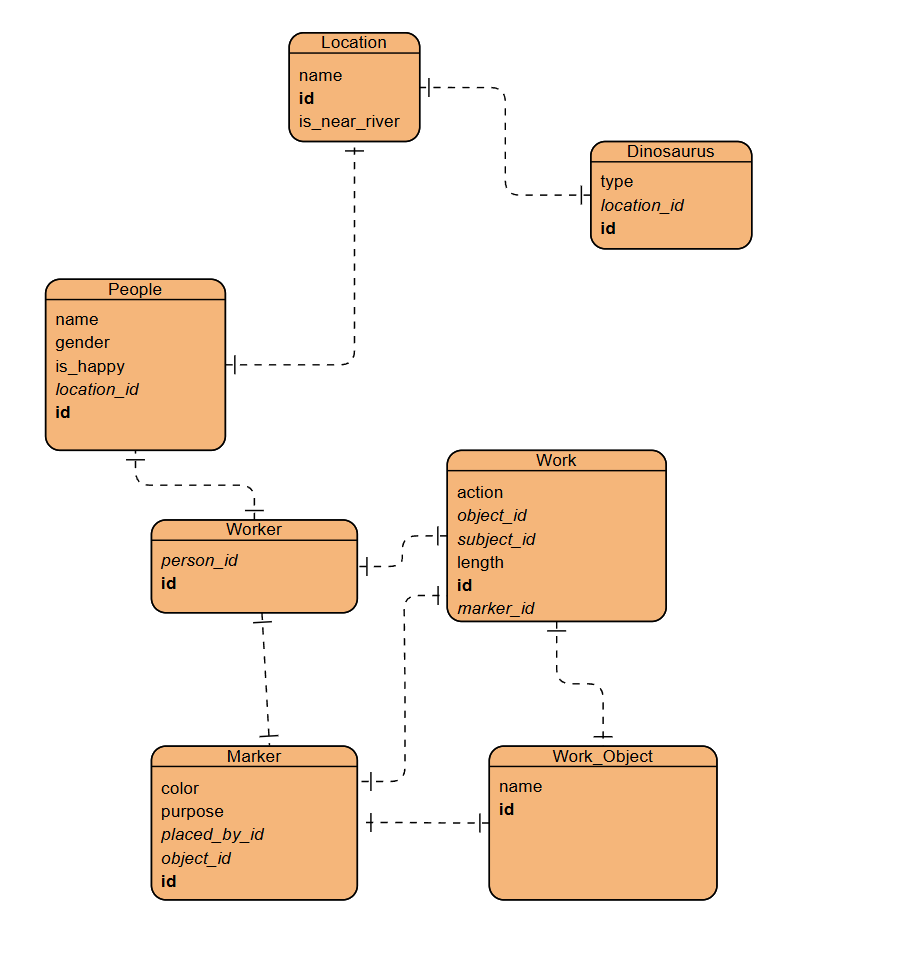 Location
name
id
is_near_river
Dinosaurus
type
location_id
id
People
name
gender
is_happy
location_id
id
Work
action
object_id
subject_id
length
id
marker_id
Worker
person_id
id
Marker
color
purpose
placed_by_id
object_id
id
Work_Object
name
id